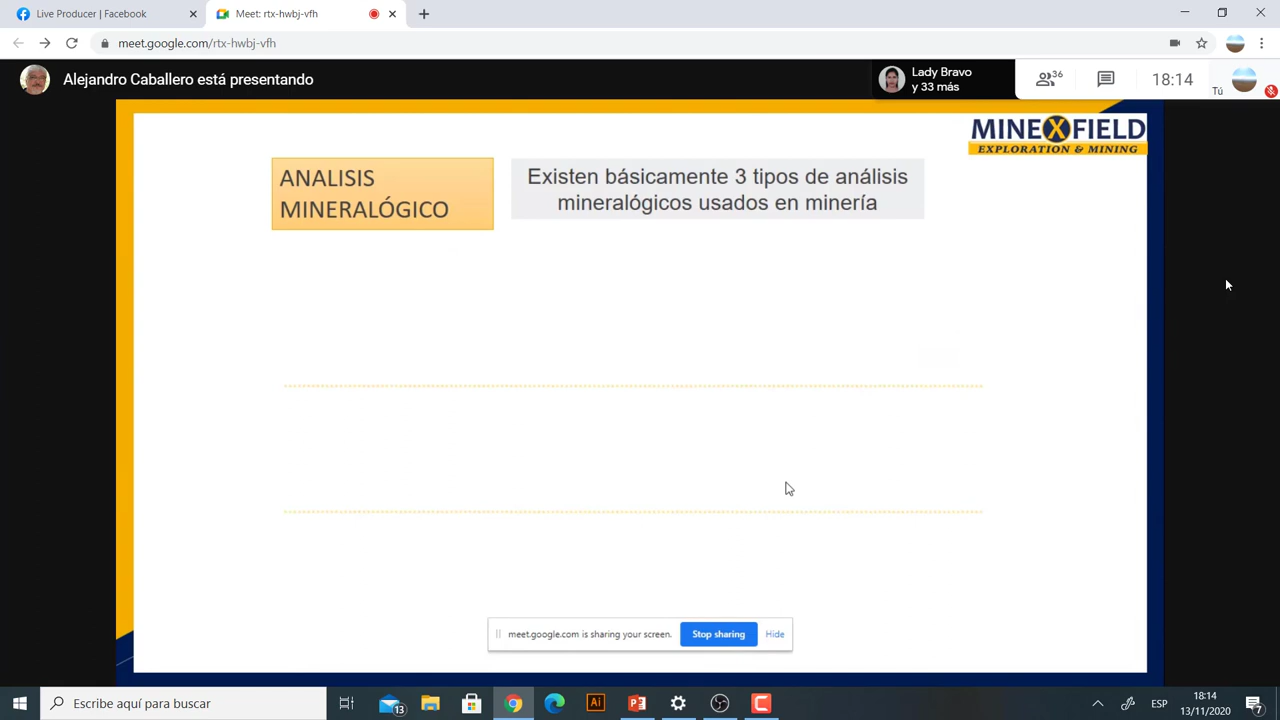 Live Producer | Facebook
Meet: rtx-hwbj-vfh
meet.google.com/rtx-hwbj-vfh
Alejandro Caballero está presentando
Lady Bravo
y 33 más
36
18:14
Tú
MINEXFIELD
EXPLORATION & MINING
ANALISIS
MINERALÓGICO
Existen básicamente 3 tipos de análisis
mineralógicos usados en minería
meet.google.com is sharing your screen.
Stop sharing
Hide
Escribe aquí para buscar
13
Ai
ESP
18:14
13/11/2020
7